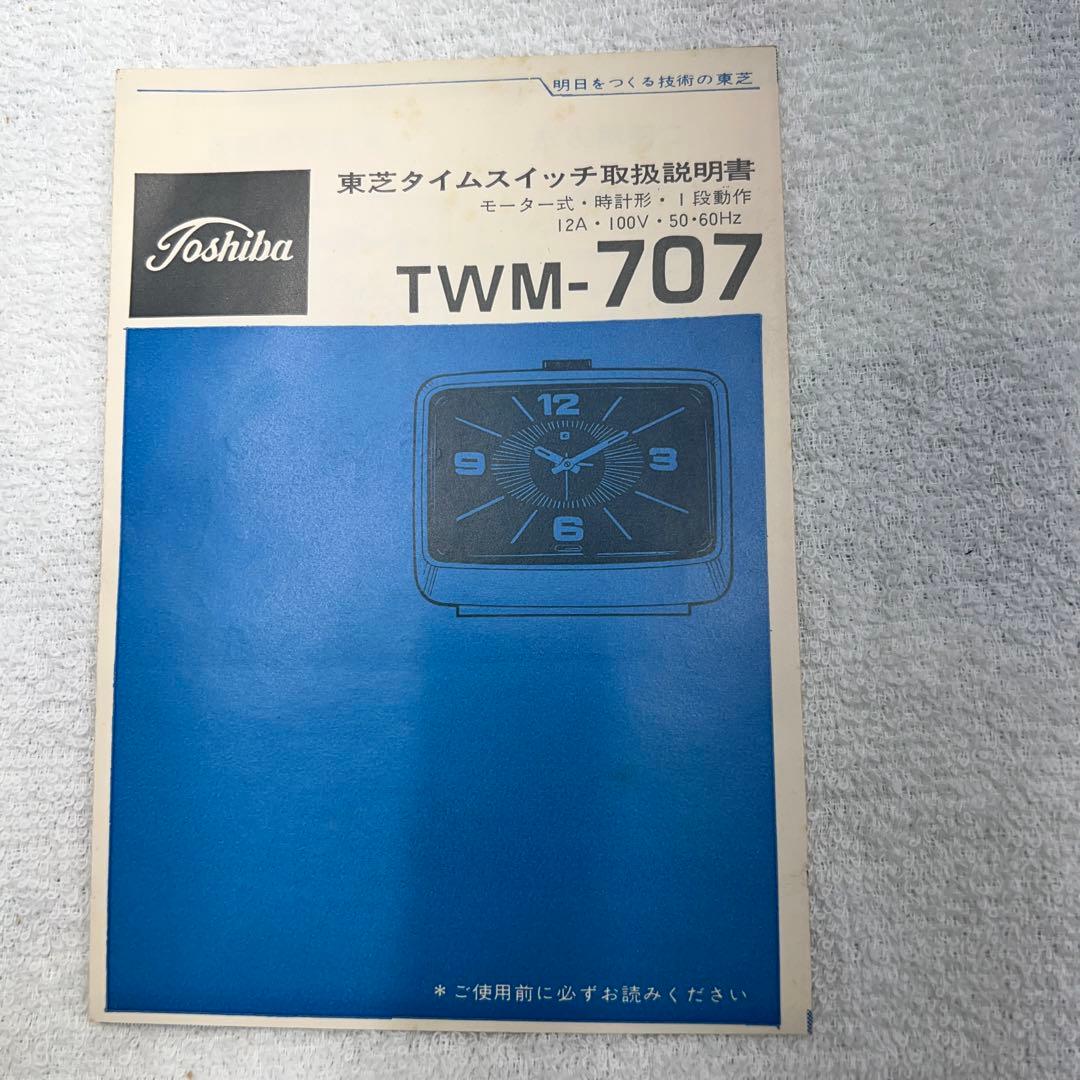 明日をつくる技術の東芝
東芝タイムスイッチ取扱説明書
モーター式・時計形・1段動作
12A・100V・50・60Hz
Toshiba
TWM-707
12
9
3
6
*ご使用前に必ずお読みください